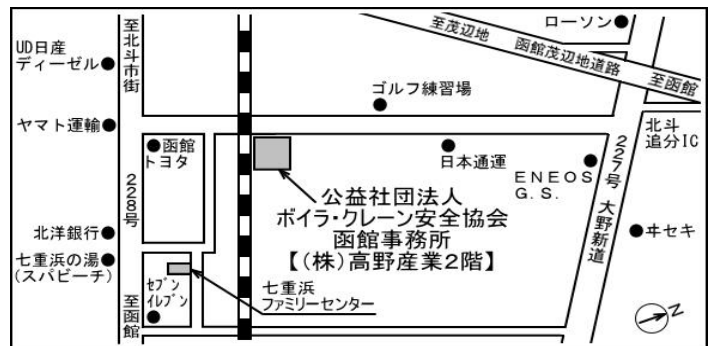 至茂辺地
函館茂辺地道路
至函館
ローソン
UD日産
ディーゼル
至北斗市街
ゴルフ練習場
ヤマト運輸
函館
トヨタ
日本通運
ENEOS
G.S.
北斗
追分IC
227号
大野新道
228号
公益社団法人
ボイラ・クレーン安全協会
函館事務所
【(株)高野産業2階】
北洋銀行
七重浜の湯
(スパビーチ)
ヰセキ
セブン
イレブン
七重浜
ファミリーセンター
至函館
N